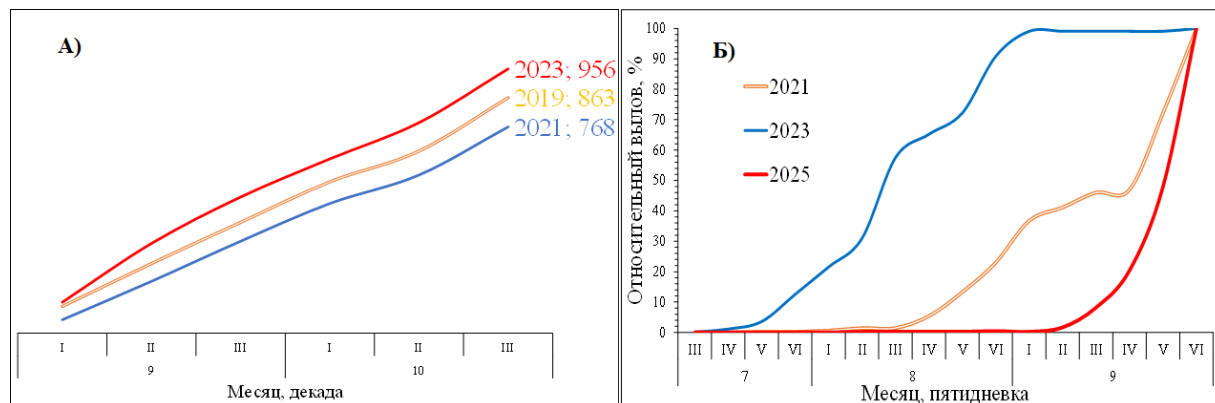 А)
2023; 956
2019; 863
2021; 768
I II III I II III
9 10
Месяц, декада
Б)
Относительный вылов, %
100
90
80
70
60
50
40
30
20
10
0
2021
2023
2025
III IV V VI I II III IV V VI I II III IV V VI
7 8 9
Месяц, пятидневка